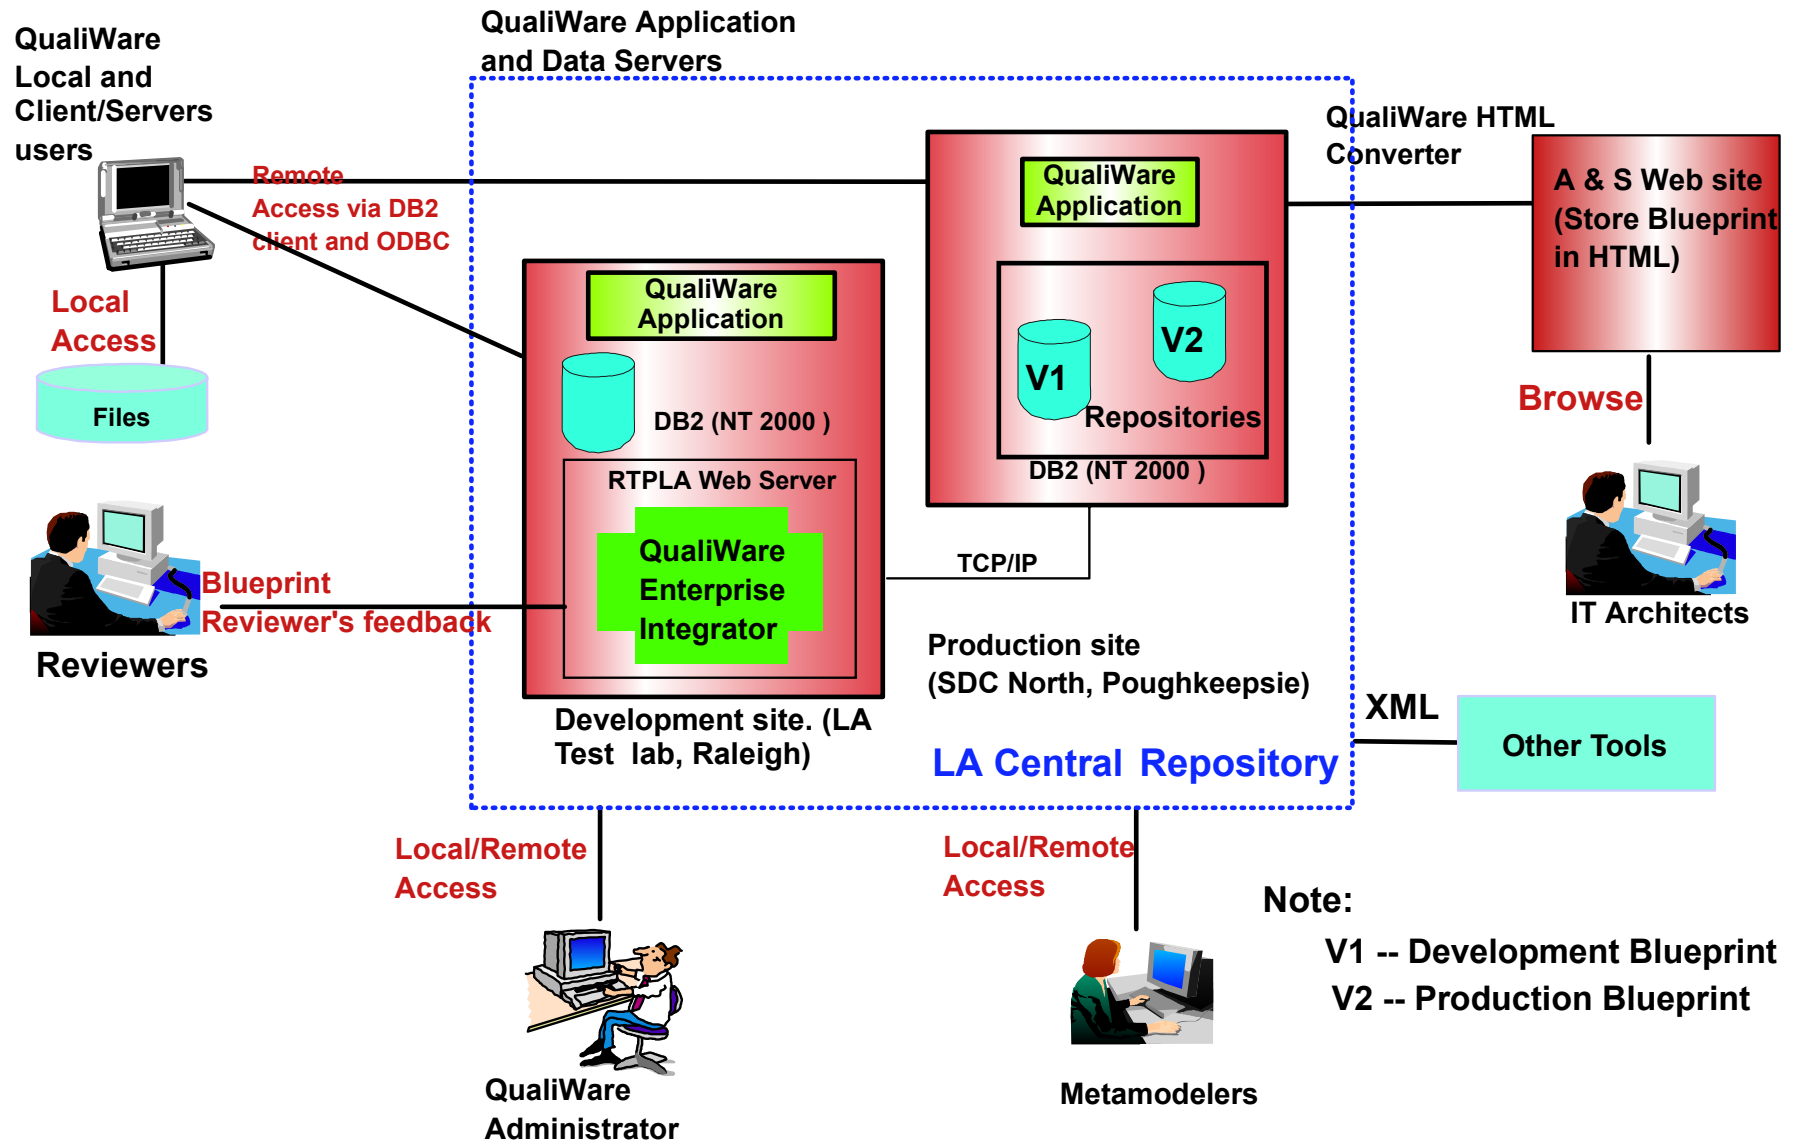 QualiWare Application
and Data Servers
QualiWare
Local and
Client/Servers
users
Remote
Access via DB2
client and ODBC
Local
Access
Files
QualiWare
Application
DB2 (NT 2000 )
RTPLA Web Server
QualiWare
Enterprise
Integrator
Development site. (LA
Test lab, Raleigh)
QualiWare
Application
V1
V2
Repositories
DB2 (NT 2000 )
TCP/IP
Production site
(SDC North, Poughkeepsie)
LA Central Repository
QualiWare HTML
Converter
A & S Web site
(Store Blueprint
in HTML)
Browse
IT Architects
Blueprint
Reviewer's feedback
Reviewers
XML
Other Tools
Local/Remote
Access
QualiWare
Administrator
Local/Remote
Access
Metamodelers
Note:
V1 -- Development Blueprint
V2 -- Production Blueprint